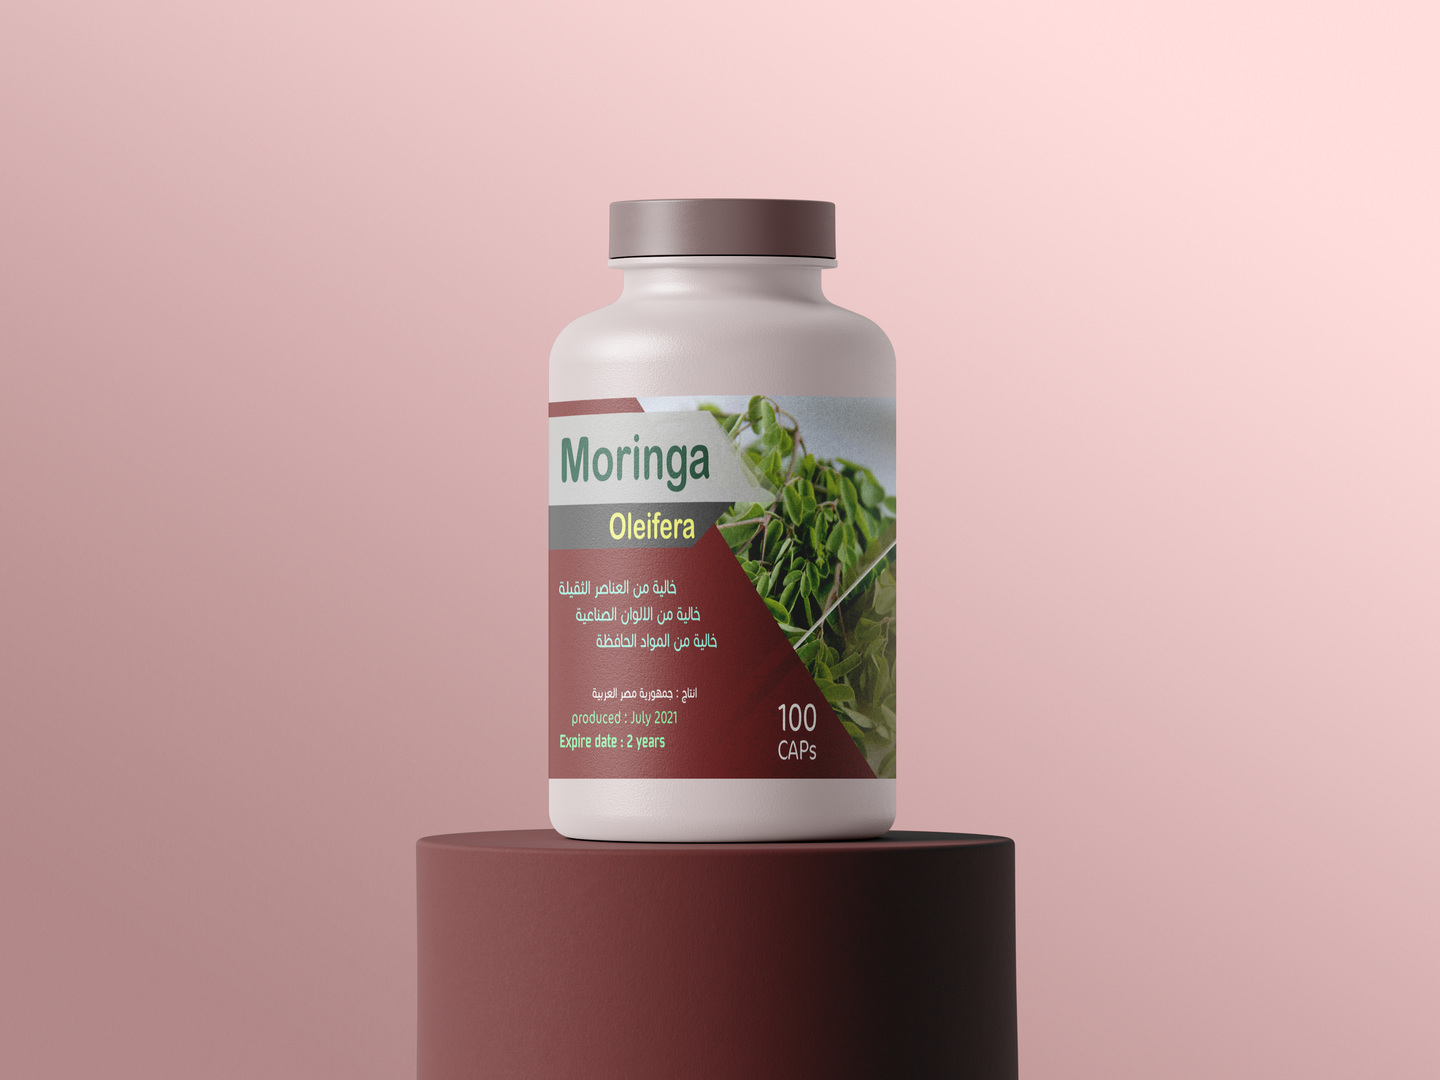 Moringa
Oleifera
خالية من العناصر الثقيلة
خالية من الالوان الصناعية
خالية من المواد الحافظة
انتاج : جمهورية مصر العربية
produced : July 2021
Expire date : 2 years
100
CAPs